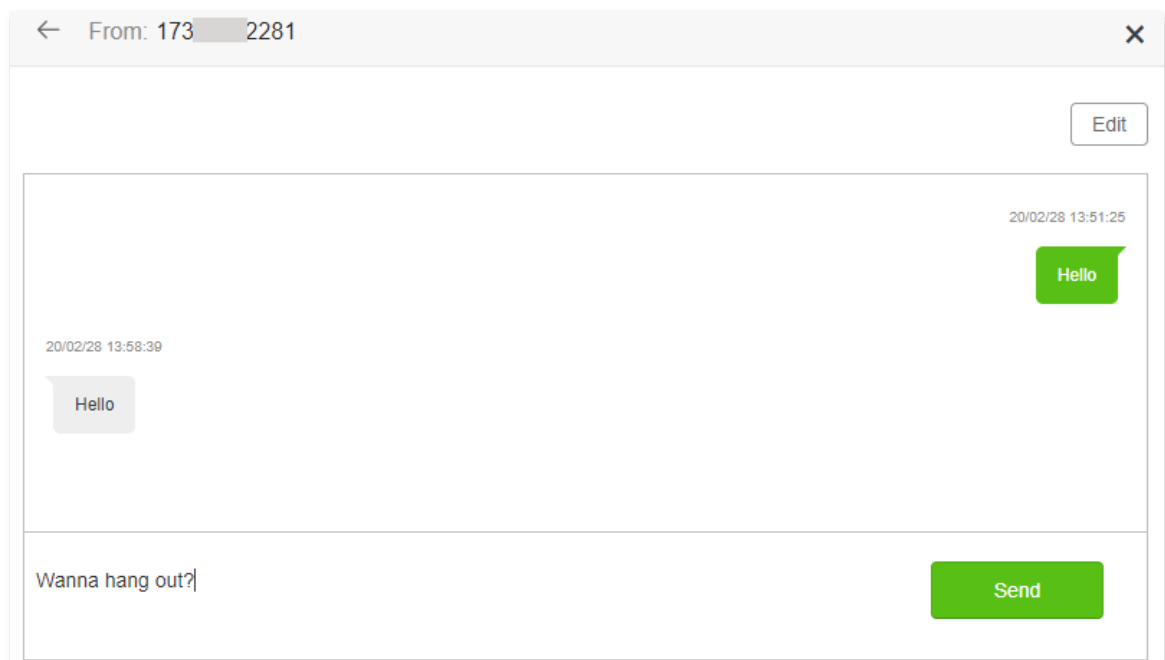 From: 173 2281
Edit
20/02/28 13:51:25
Hello
20/02/28 13:58:39
Hello
Wanna hang out?
Send